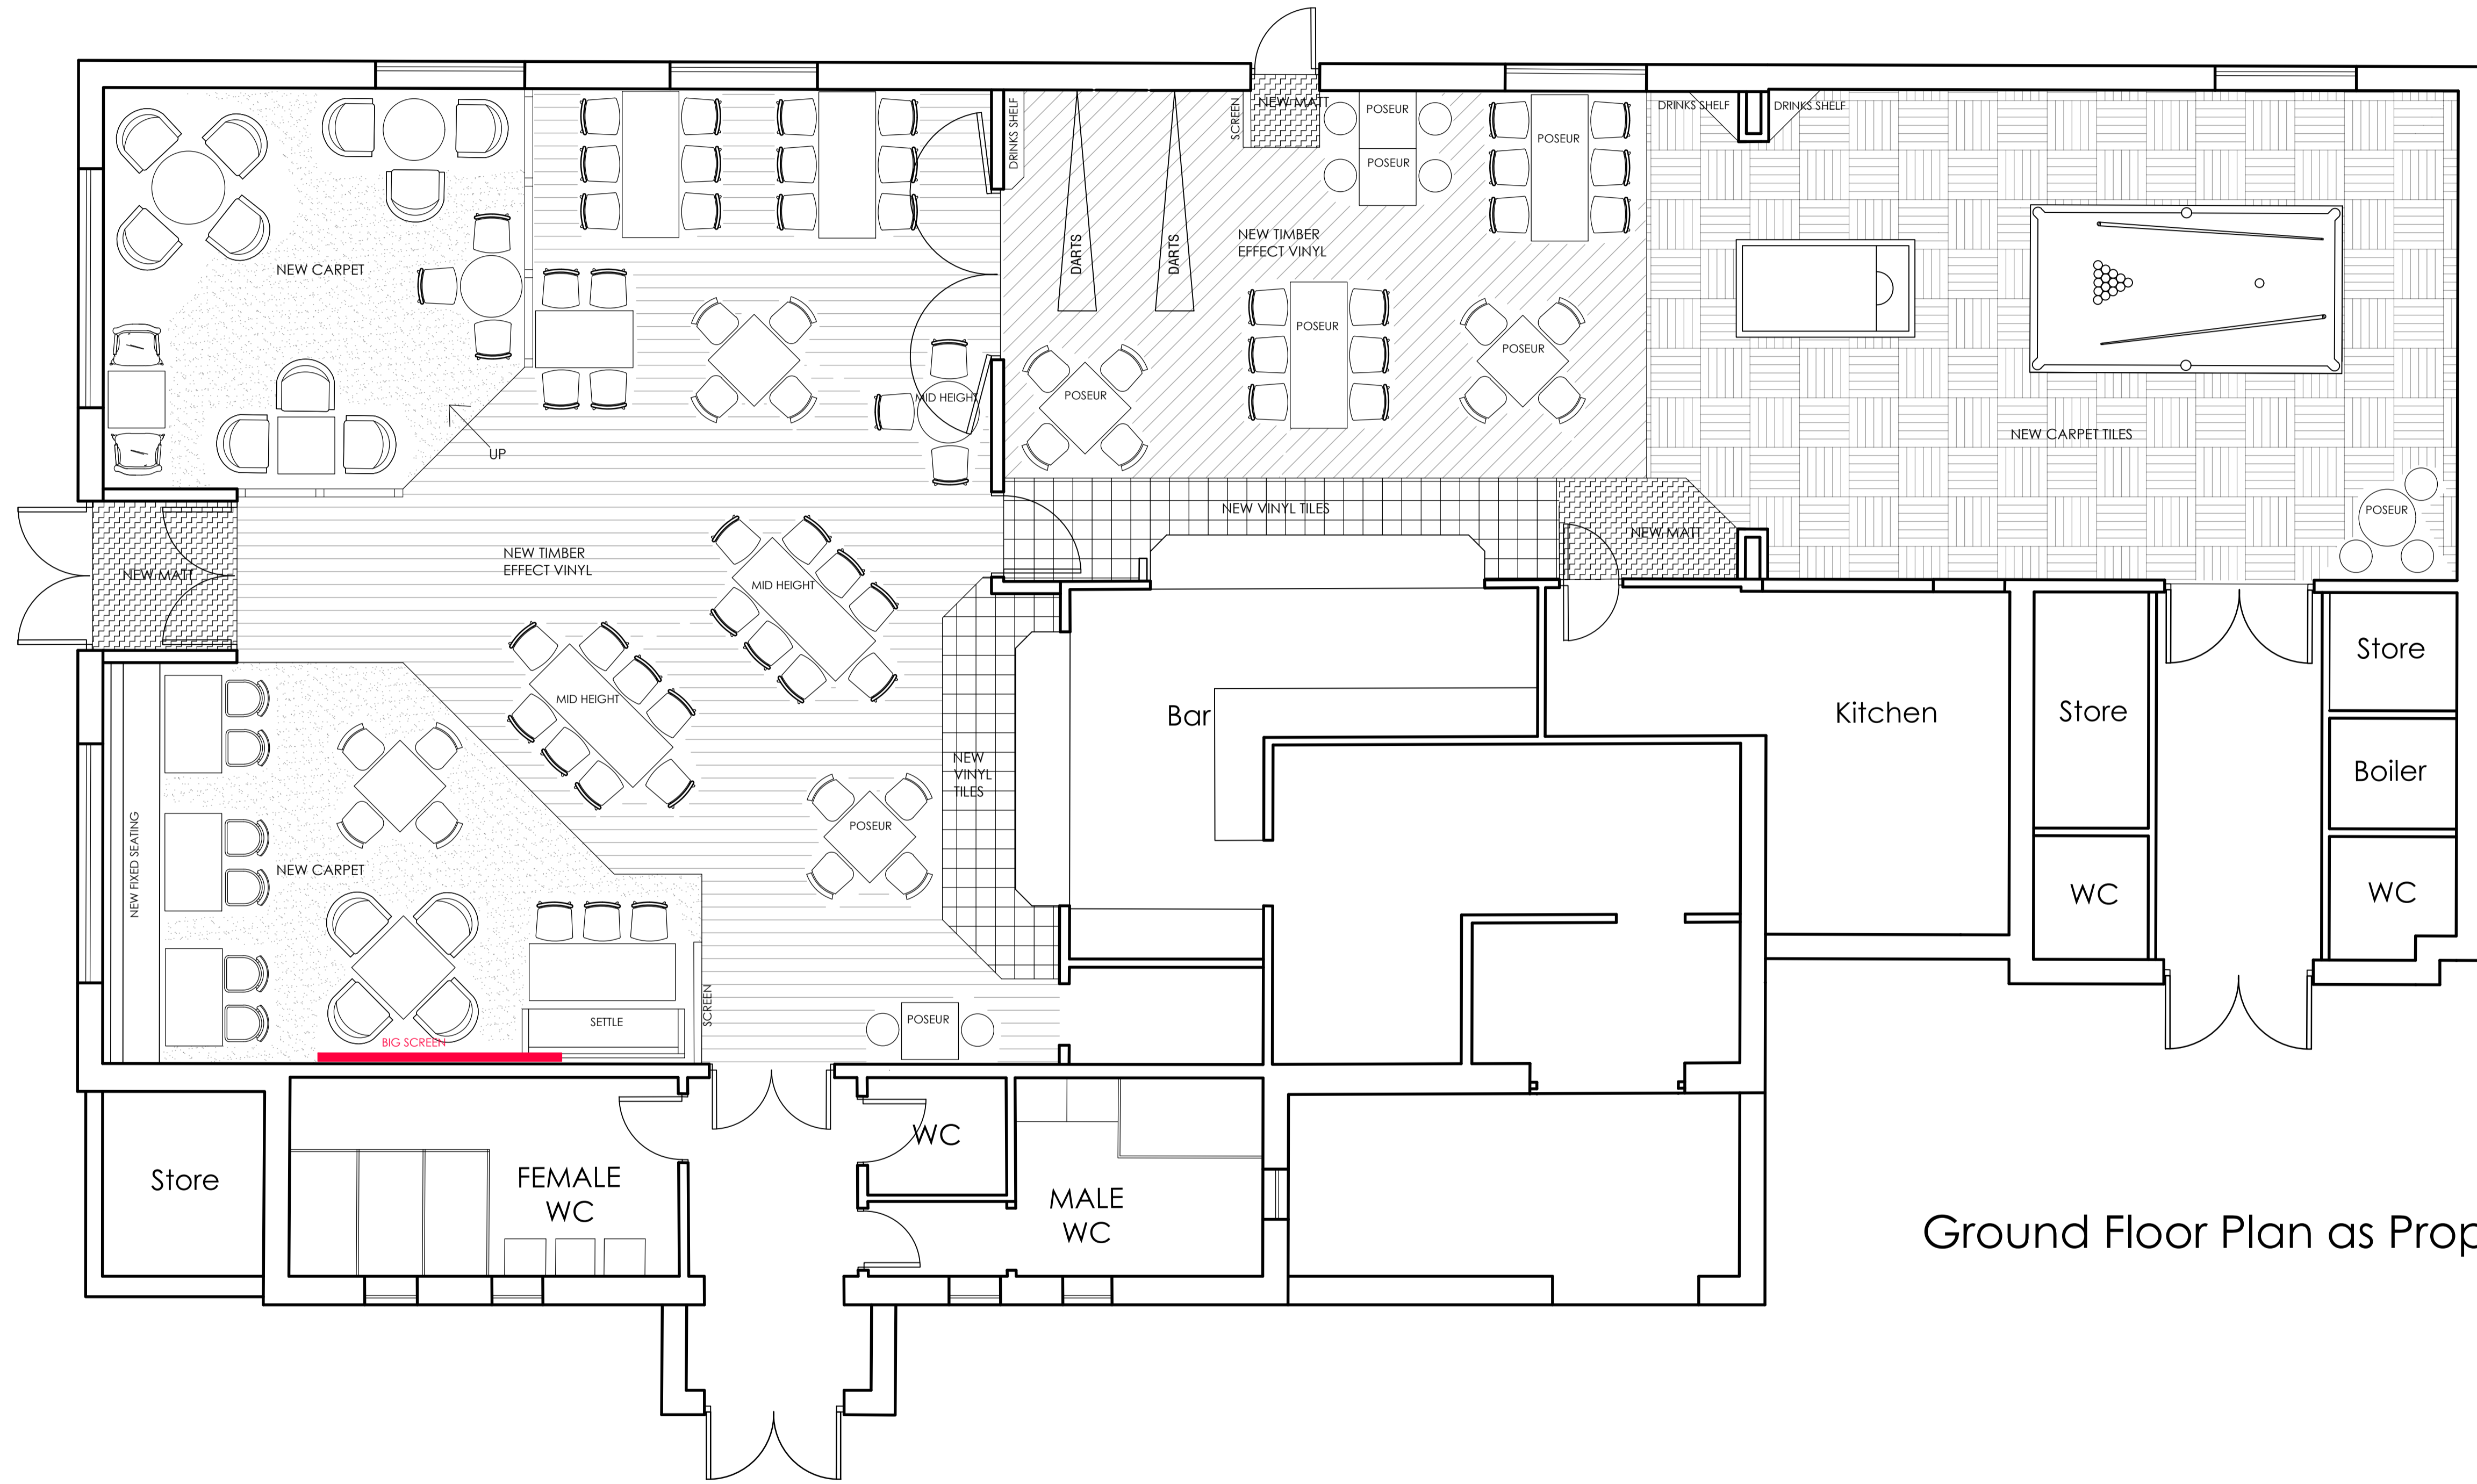 DRINKS SHELF
SCREEN
NEW MATT
POSEUR
POSEUR
POSEUR
DRINKS SHELF
DRINKS SHELF
DARTS
DARTS
NEW TIMBER
EFFECT VINYL
NEW CARPET
POSEUR
POSEUR
POSEUR
MID HEIGHT
UP
NEW CARPET TILES
POSEUR
NEW VINYL TILES
NEW MATT
NEW MATT
NEW TIMBER
EFFECT VINYL
MID HEIGHT
MID HEIGHT
Bar
Kitchen
Store
Store
Boiler
WC
WC
NEW
VINYL
TILES
POSEUR
NEW FIXED SEATING
NEW CARPET
SCREEN
SETTLE
POSEUR
BIG SCREEN
Store
FEMALE
WC
WC
MALE
WC
Ground Floor Plan as Prop